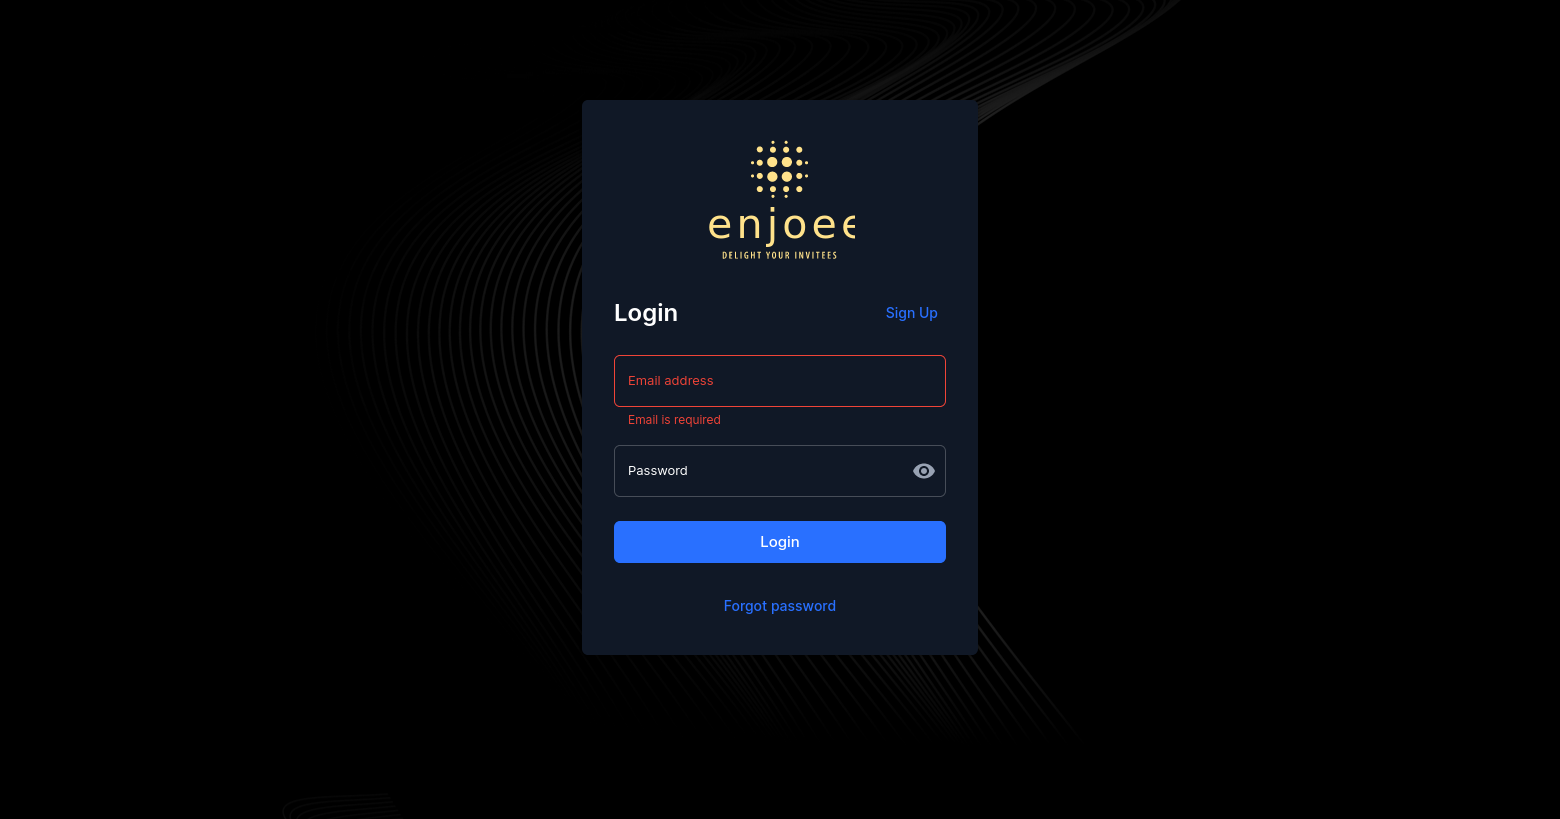 enjoee
DELIGHT YOUR INVITEES
Login
Sign Up
Email address
Email is required
Password
Login
Forgot password